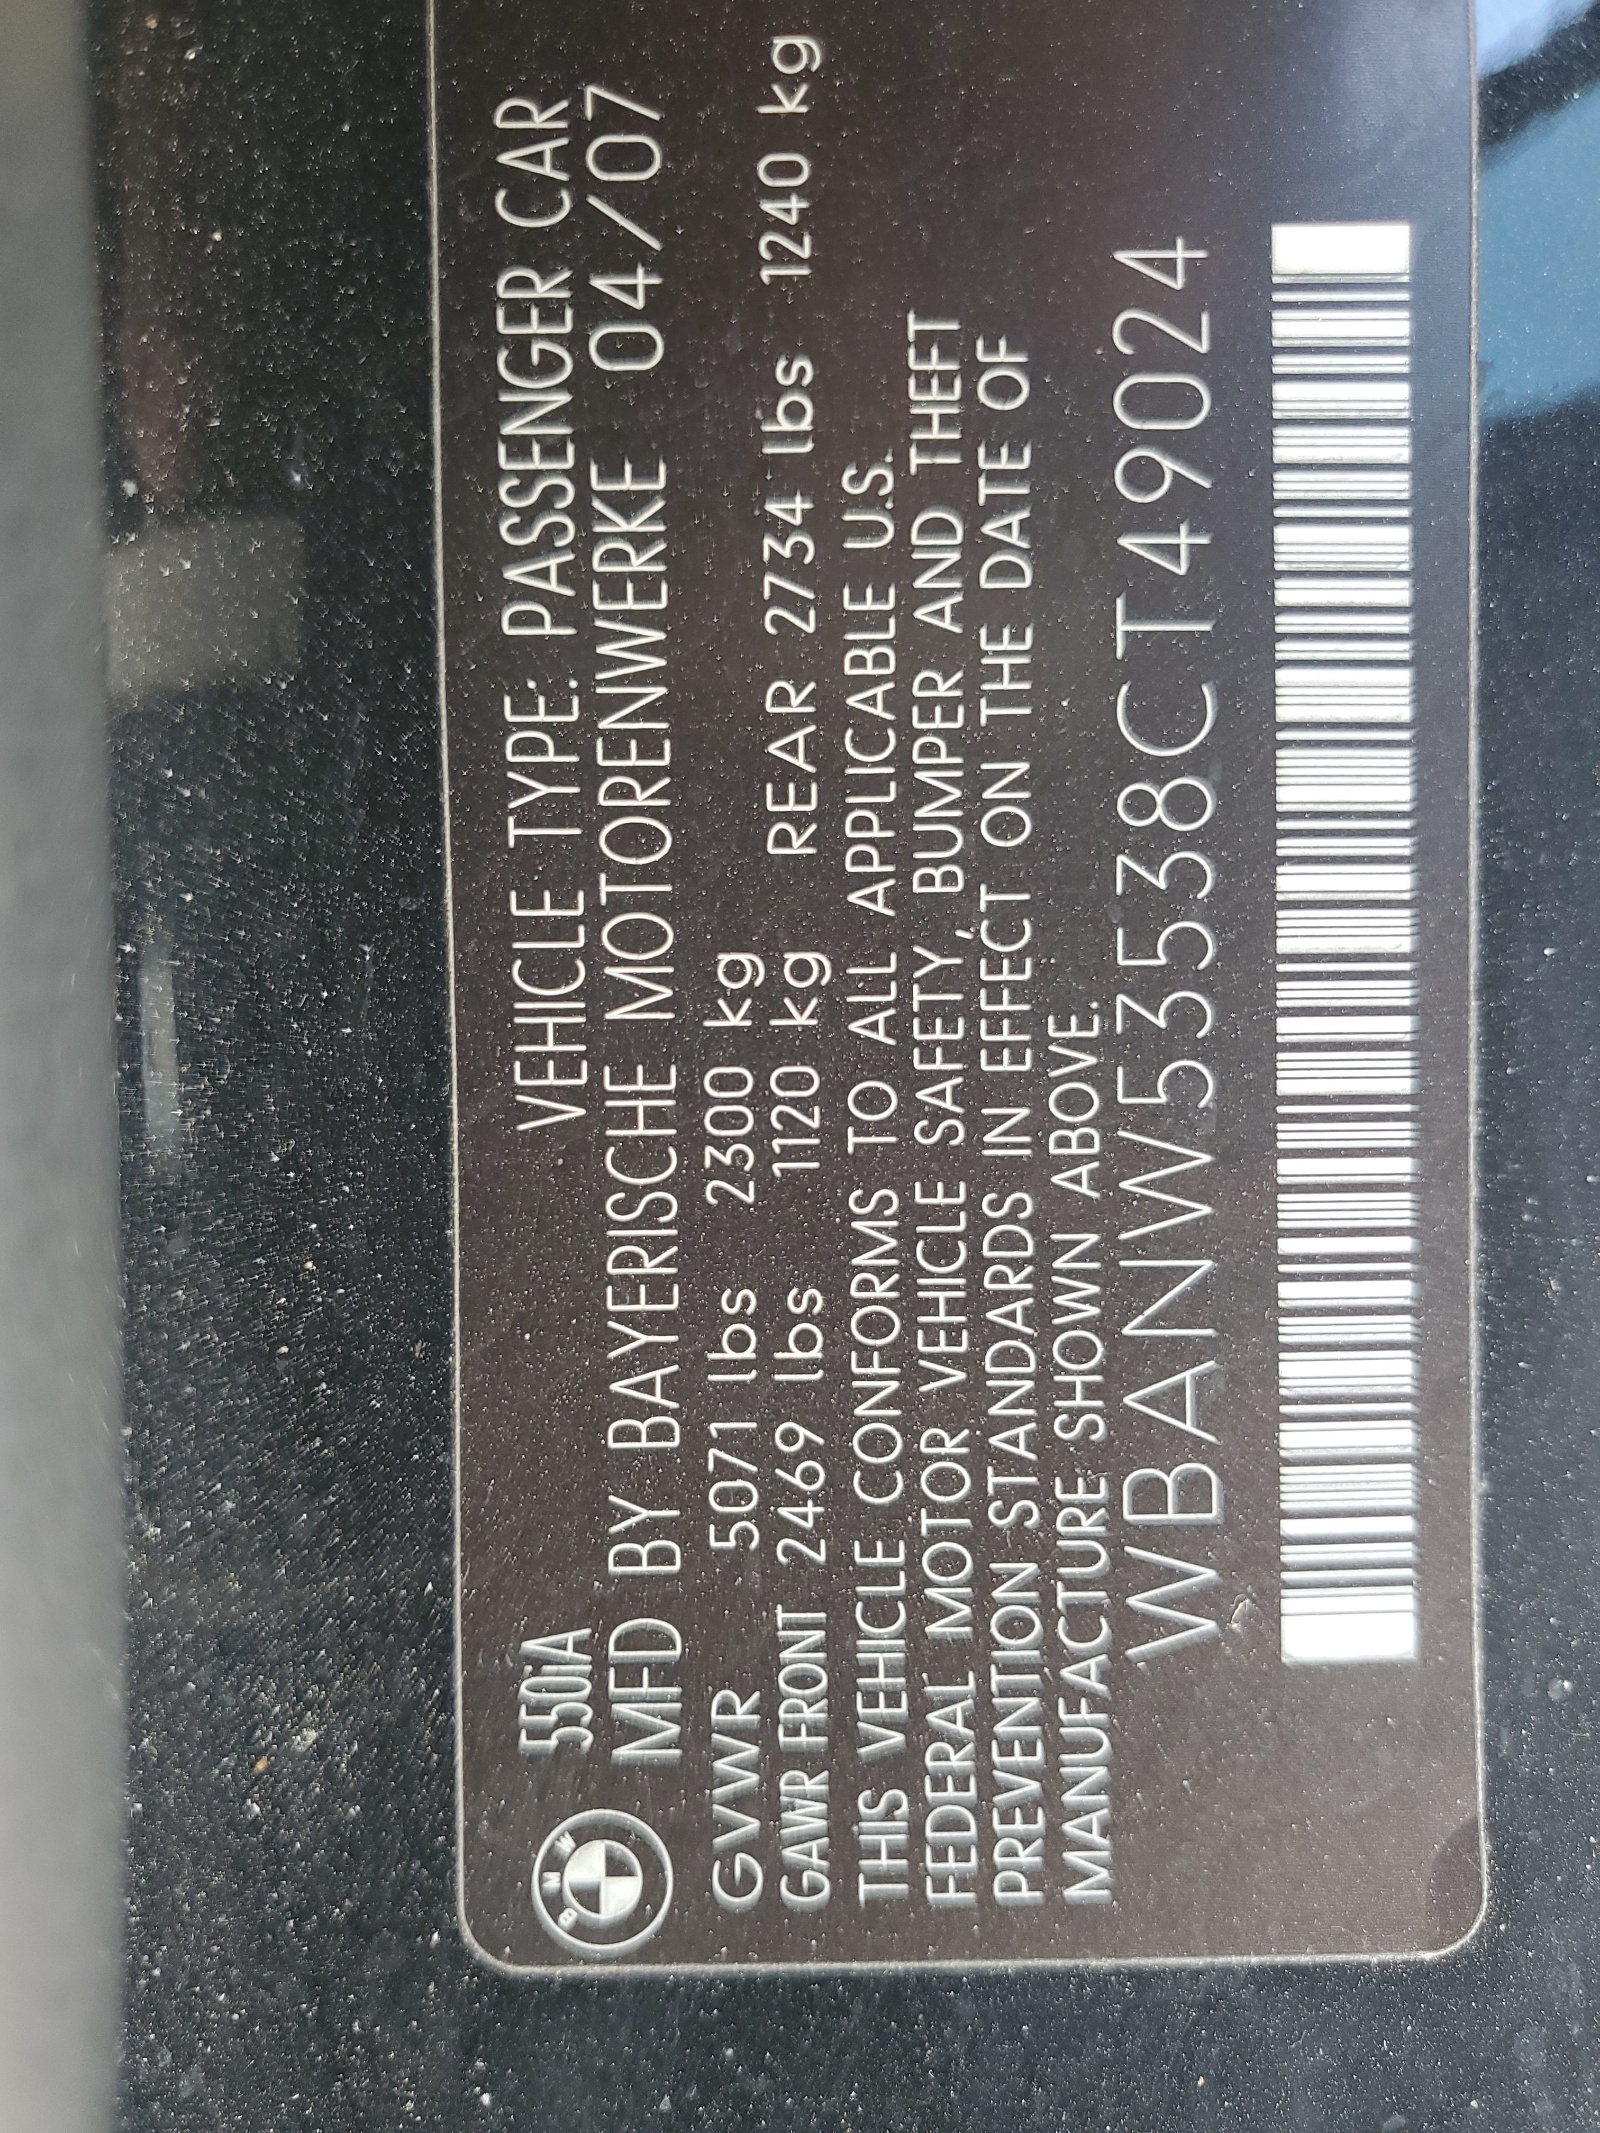 550iA VEHICLE TYPE: PASSENGER CAR
MFD BY BAYERISCHE MOTORENWERKE 04/07
BMW
GVWR 5071 lbs 2300 kg
GAWR FRONT 2469 lbs 1120 kg REAR 2734 lbs 1240 kg
THIS VEHICLE CONFORMS TO ALL APPLICABLE U.S.
FEDERAL MOTOR VEHICLE SAFETY, BUMPER AND THEFT
PREVENTION STANDARDS IN EFFECT ON THE DATE OF
MANUFACTURE SHOWN ABOVE.
WBANW53538CT49024